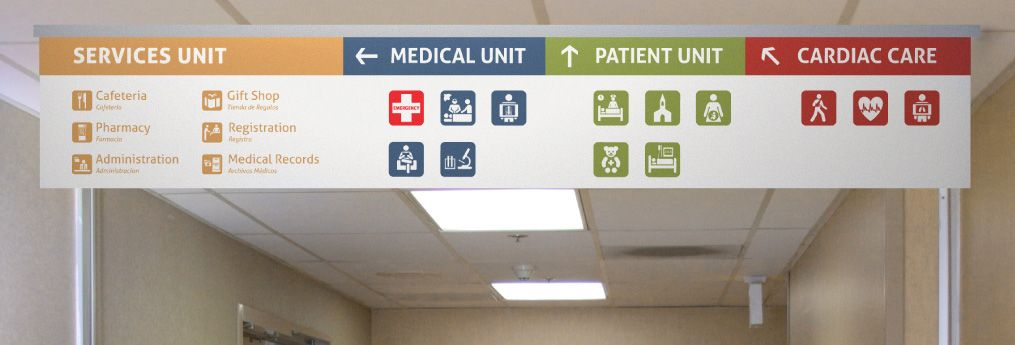 SERVICES UNIT
MEDICAL UNIT
PATIENT UNIT
CARDIAC CARE
Cafeteria
Cafetería
Gift Shop
Tienda de Regalos
Pharmacy
Farmacia
Registration
Registro
Administration
Administracion
Medical Records
Archivos Médicos
EMERGENCY